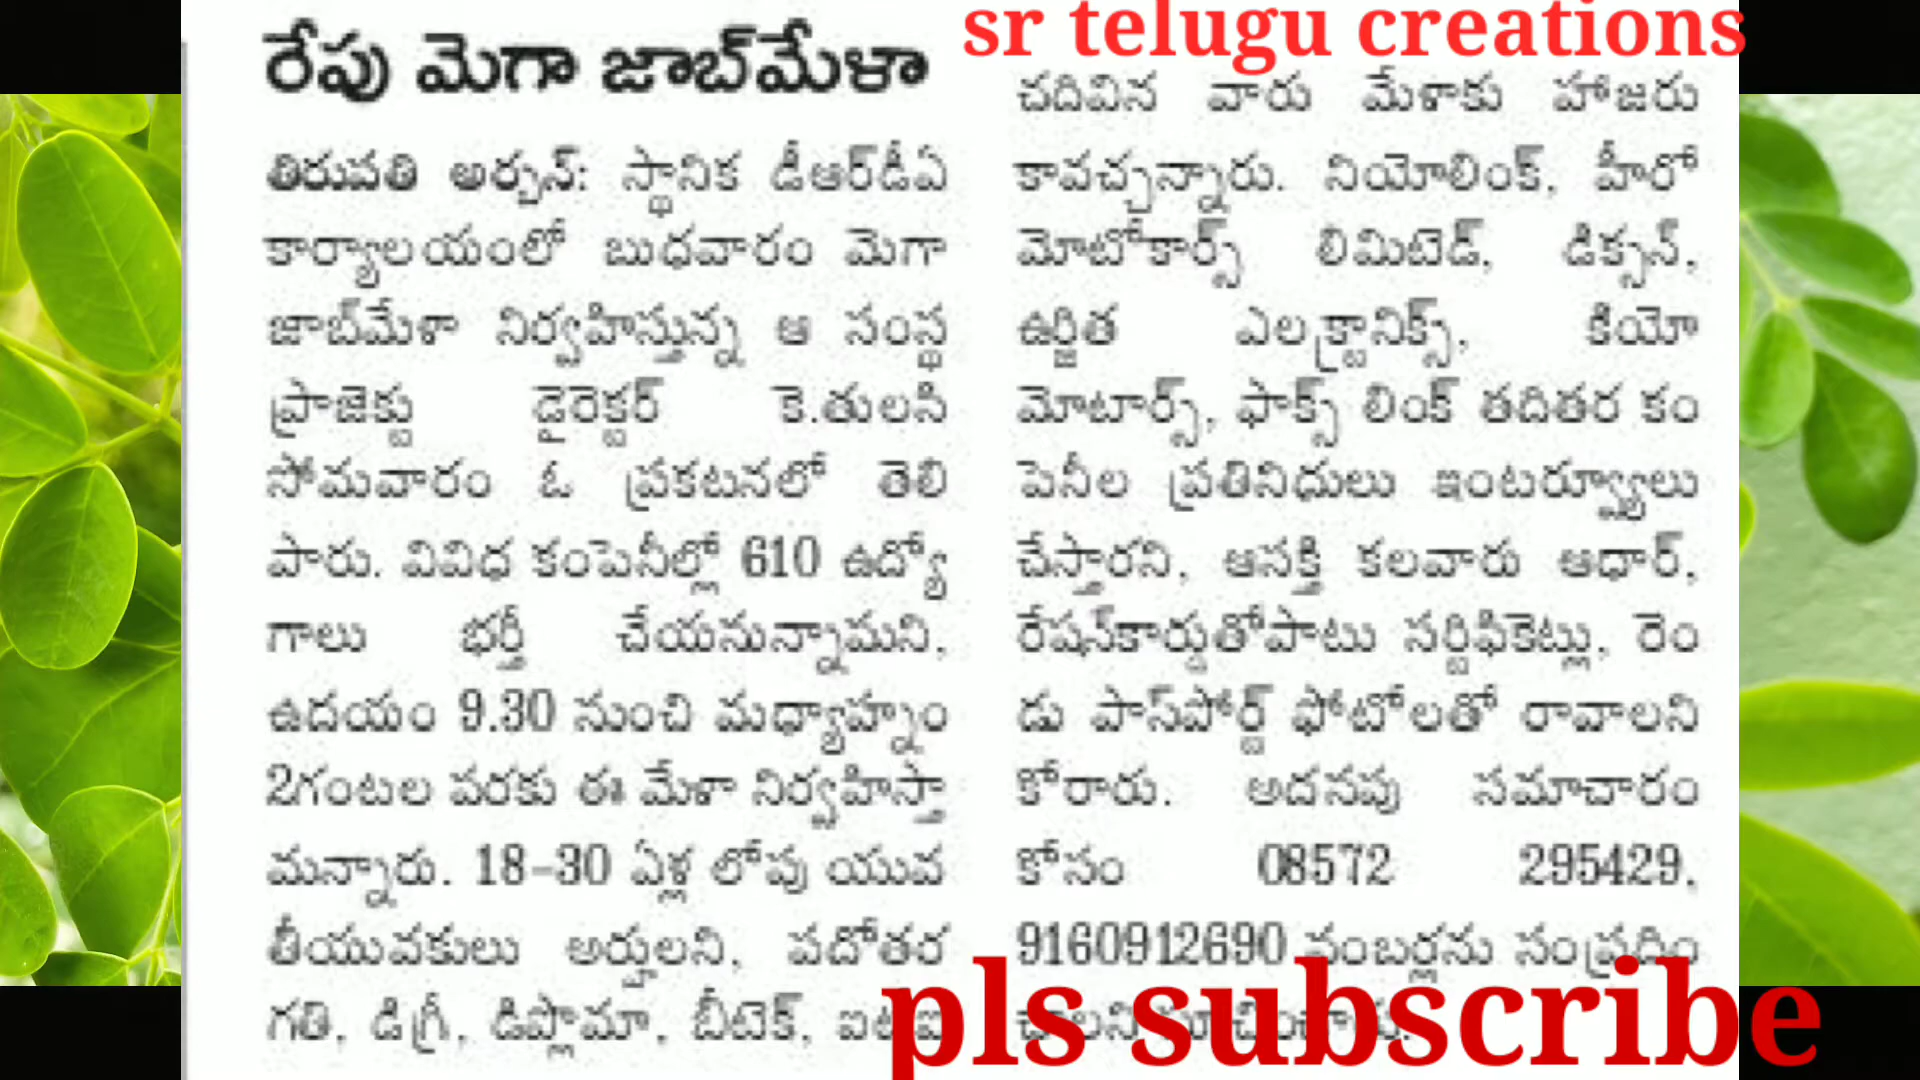 రేపు మెగా జాబ్‌మేళా
తిరుపతి అర్బన్: స్థానిక డీఆర్‌డీఏ
కార్యాలయంలో బుధవారం మెగా
జాబ్‌మేళా నిర్వహిస్తున్న ఆ సంస్థ
ప్రాజెక్టు డైరెక్టర్ కె.తులసి
సోమవారం ఓ ప్రకటనలో తెలి
పారు. వివిధ కంపెనీల్లో 610 ఉద్యో
గాలు భర్తీ చేయనున్నామని,
ఉదయం 9.30 నుంచి మధ్యాహ్నం
2గంటల వరకు ఈ మేళా నిర్వహిస్తా
మన్నారు. 18-30 ఏళ్ల లోపు యువ
తీయువకులు అర్హులని, పదోతర
గతి, డిగ్రీ, డిప్లొమా, బీటెక్, ఐటీఐ
sr telugu creations
చదివిన వారు మేళాకు హాజరు
కావచ్చన్నారు. నియోలింక్, హీరో
మోటోకార్ప్ లిమిటెడ్, డిక్సన్,
ఉర్జిత ఎలక్ట్రానిక్స్, కియో
మోటార్స్, ఫాక్స్ లింక్ తదితర కం
పెనీల ప్రతినిధులు ఇంటర్వ్యూలు
చేస్తారని, ఆసక్తి కలవారు ఆధార్,
రేషన్‌కార్డుతోపాటు సర్టిఫికెట్లు, రెం
డు పాస్‌పోర్ట్ ఫోటోలతో రావాలని
కోరారు. అదనపు సమాచారం
కోసం 08572 295429,
9160912690 నంబర్లను సంప్రదిం
pls subscribe